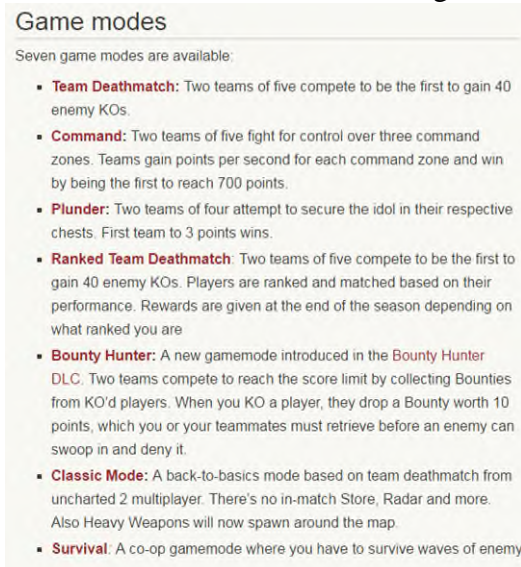 Game modes
Seven game modes are available:
Team Deathmatch: Two teams of five compete to be the first to gain 40
enemy KOs.
Command: Two teams of five fight for control over three command
zones. Teams gain points per second for each command zone and win
by being the first to reach 700 points.
Plunder: Two teams of four attempt to secure the idol in their respective
chests. First team to 3 points wins.
Ranked Team Deathmatch: Two teams of five compete to be the first to
gain 40 enemy KOs. Players are ranked and matched based on their
performance. Rewards are given at the end of the season depending on
what ranked you are
Bounty Hunter: A new gamemode introduced in the Bounty Hunter
DLC. Two teams compete to reach the score limit by collecting Bounties
from KO'd players. When you KO a player, they drop a Bounty worth 10
points, which you or your teammates must retrieve before an enemy can
swoop in and deny it.
Classic Mode: A back-to-basics mode based on team deathmatch from
uncharted 2 multiplayer. There's no in-match Store, Radar and more.
Also Heavy Weapons will now spawn around the map.
Survival: A co-op gamemode where you have to survive waves of enemy